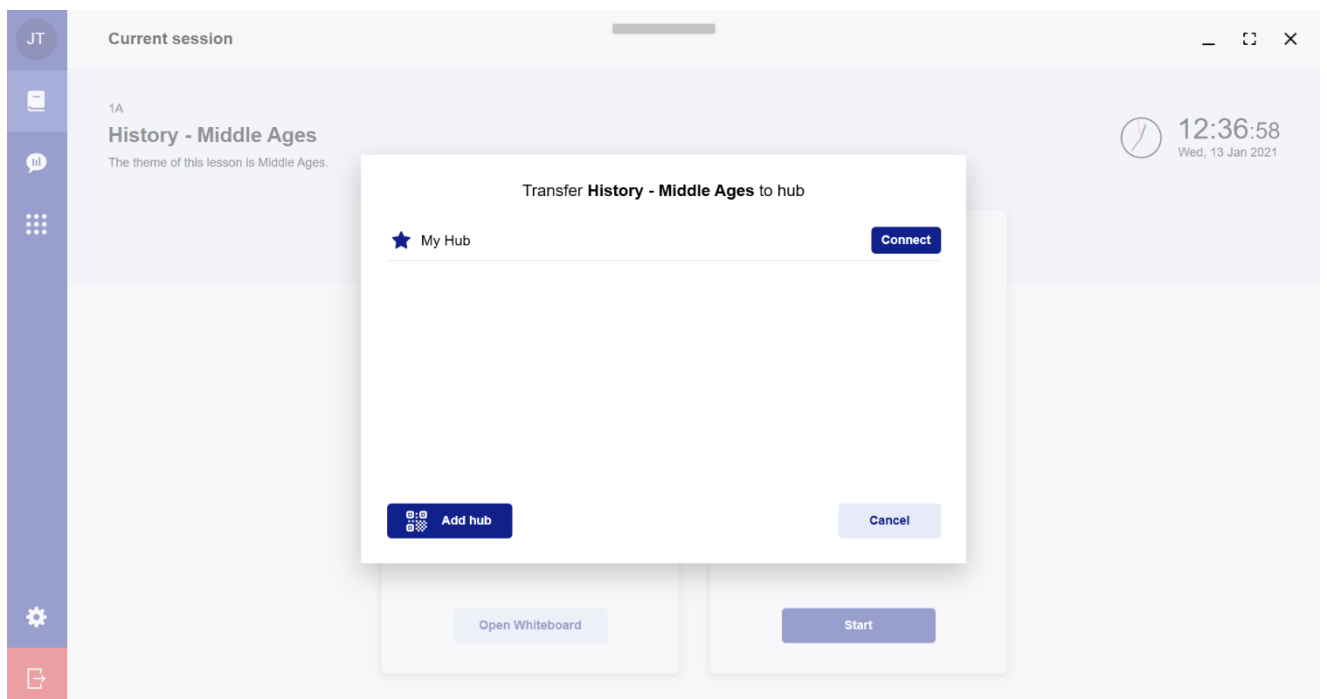 JT
Current session
1A
History - Middle Ages
The theme of this lesson is Middle Ages.
12:36:58
Wed, 13 Jan 2021
Transfer History - Middle Ages to hub
My Hub
Connect
Add hub
Cancel
Open Whiteboard
Start